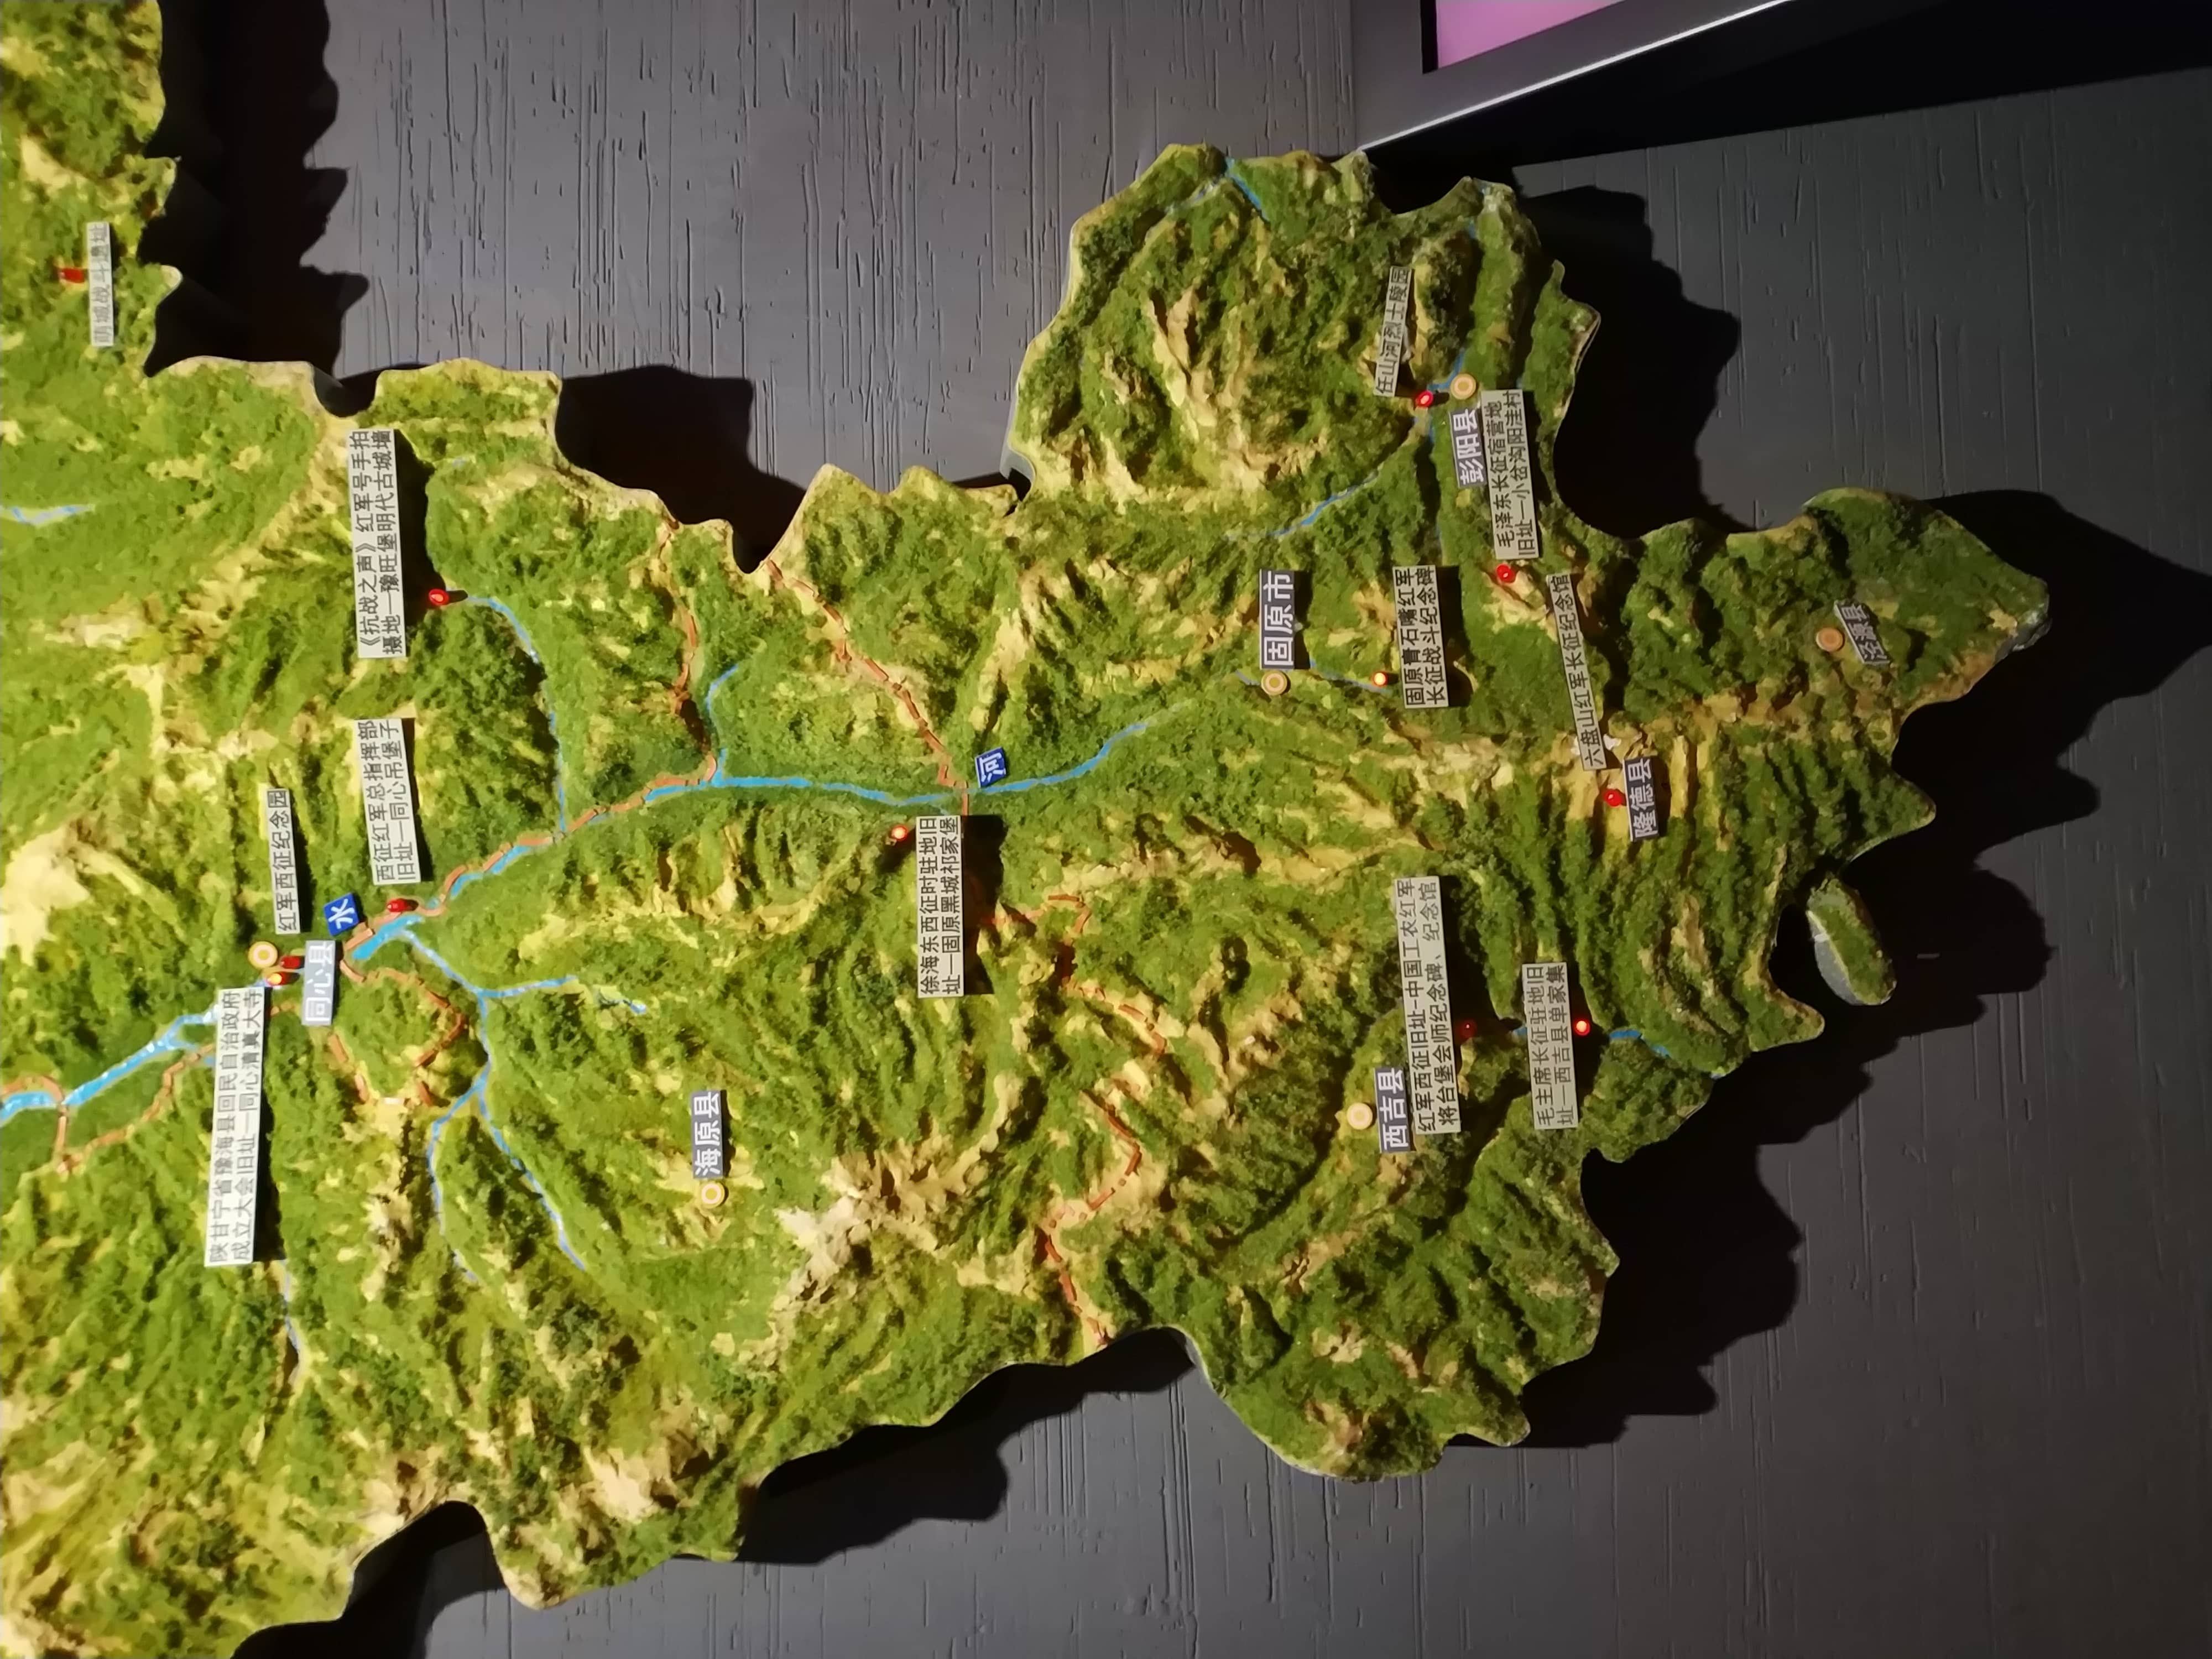 萌城战斗遗址
陕甘宁省豫海县回民自治政府
成立大会旧址—同心清真大寺
红军西征纪念园
同心县
水
西征红军总指挥部
旧址—同心吊堡子
《抗战之声》红军号手拍
摄地—豫旺堡明代古城墙
海原县
徐海东西征时驻地旧
址—固原黑城祁家堡
河
固原市
西吉县
红军西征旧址-中国工农红军
将台堡会师纪念碑、纪念馆
固原青石嘴红军
长征战斗纪念碑
任山河烈士陵园
彭阳县
毛泽东长征宿营地
旧址—小岔沟阳洼村
毛主席长征驻地旧
址—西吉县单家集
六盘山红军长征纪念馆
隆德县
泾源县